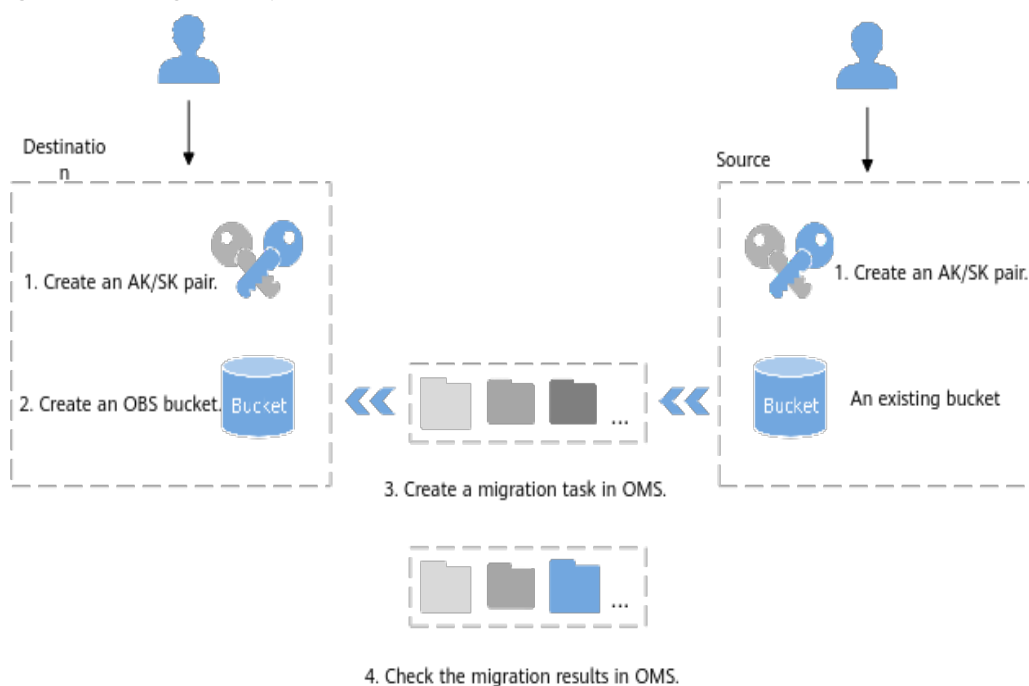 Destinatio
n
Source
1. Create an AK/SK pair.
1. Create an AK/SK pair.
2. Create an OBS bucket.
Bucket
...
Bucket
An existing bucket
3. Create a migration task in OMS.
...
4. Check the migration results in OMS.